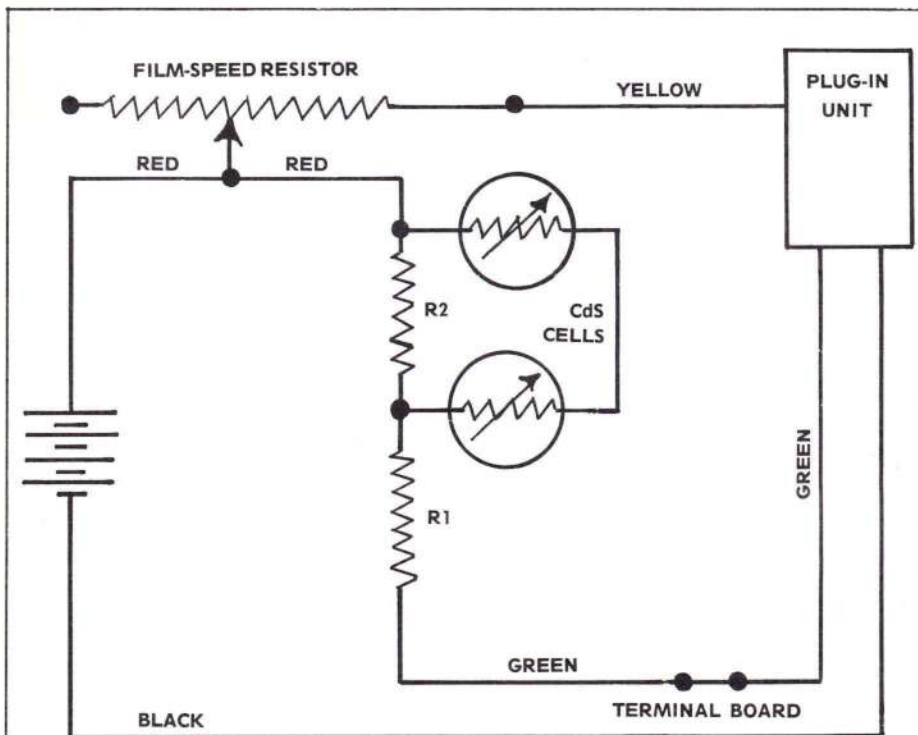 FILM-SPEED RESISTOR
YELLOW
PLUG-IN
UNIT
RED
RED
R2
CdS
CELLS
R1
GREEN
GREEN
TERMINAL BOARD
BLACK